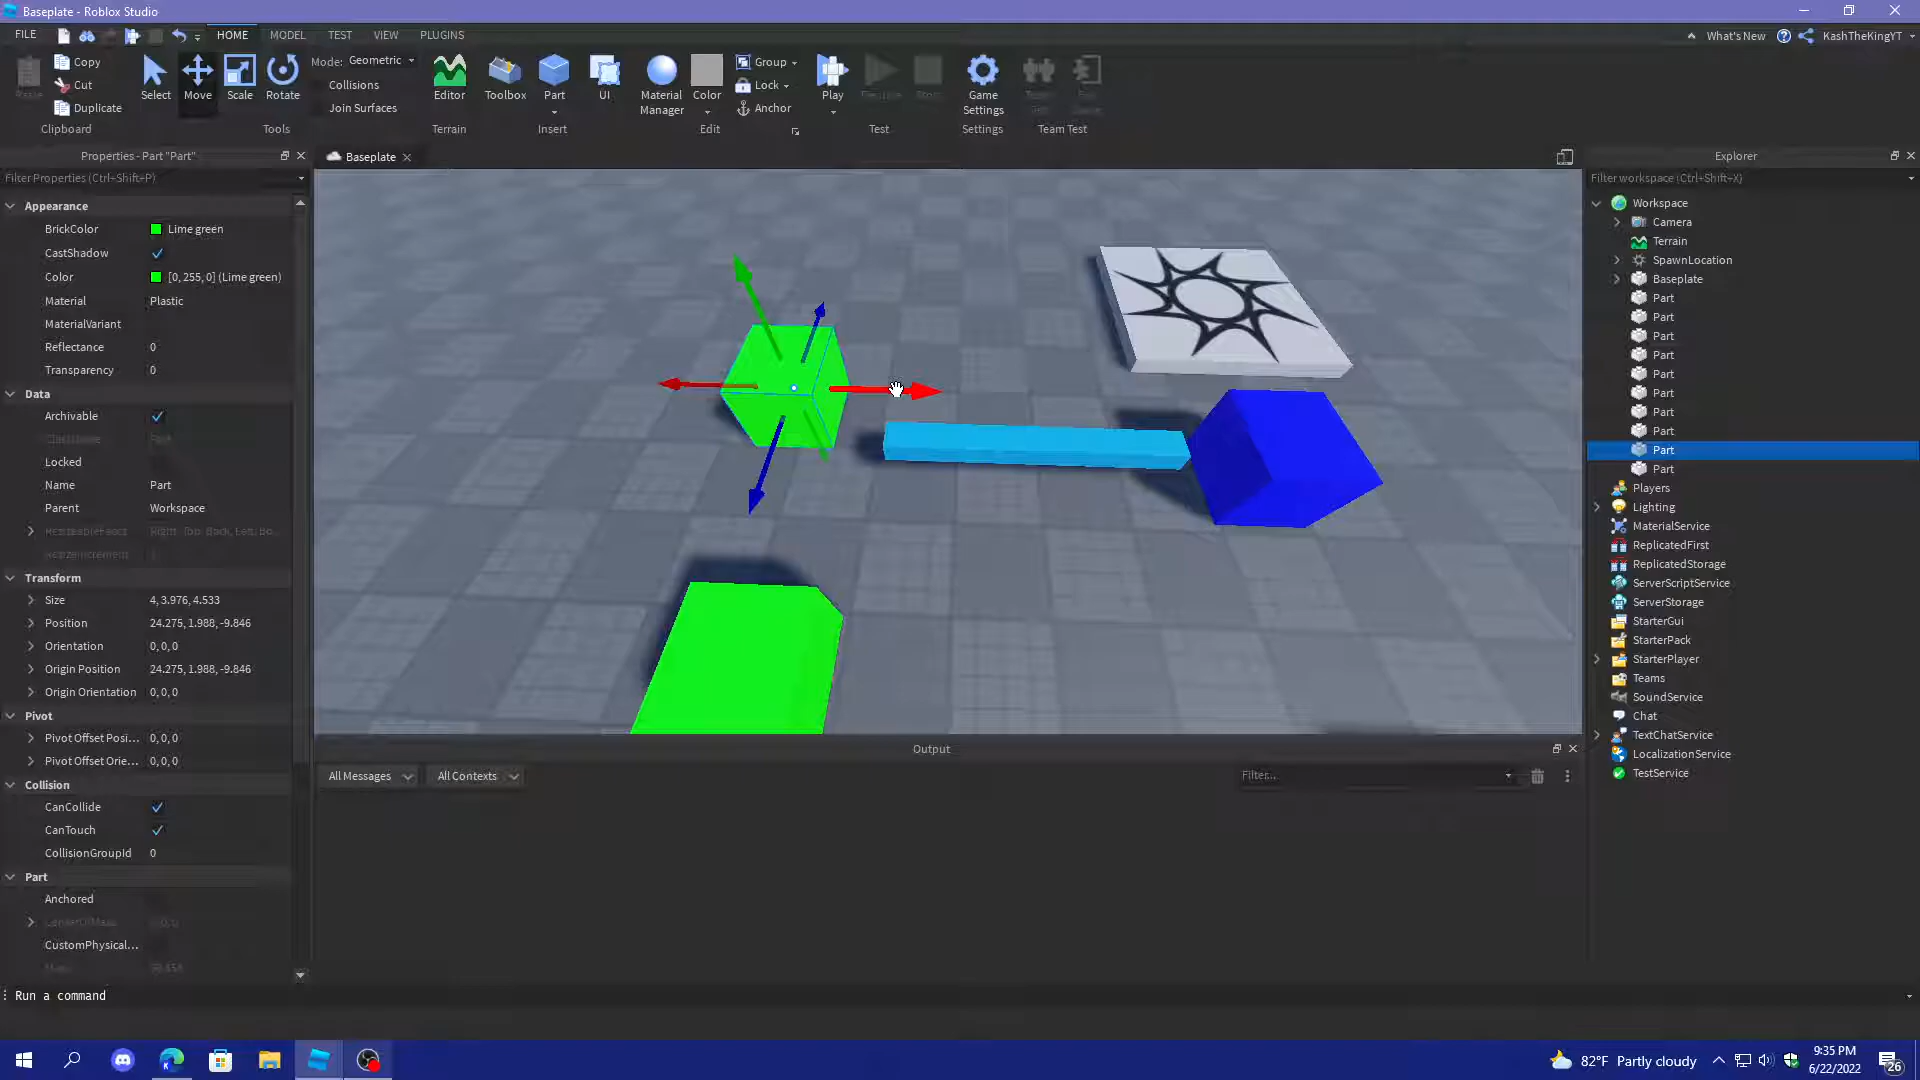 Baseplate - Roblox Studio
FILE
HOME
MODEL
TEST
VIEW
PLUGINS
What's New
KashTheKingYT
Copy
Cut
Duplicate
Clipboard
Select
Move
Scale
Rotate
Tools
Mode: Geometric
Collisions
Join Surfaces
Editor
Terrain
Toolbox
Part
UI
Insert
Material Manager
Color
Group
Lock
Anchor
Edit
Play
Test
Game Settings
Settings
Team Test
Properties - Part "Part"
Filter Properties (Ctrl+Shift+P)
Appearance
BrickColor Lime green
CastShadow
Color [0, 255, 0] (Lime green)
Material Plastic
MaterialVariant
Reflectance 0
Transparency 0
Data
Archivable
Locked
Name Part
Parent Workspace
Transform
Size 4, 3.976, 4.533
Position 24.275, 1.988, -9.846
Orientation 0, 0, 0
Origin Position 24.275, 1.988, -9.846
Origin Orientation 0, 0, 0
Pivot
Pivot Offset Posi... 0, 0, 0
Pivot Offset Orie... 0, 0, 0
Collision
CanCollide
CanTouch
CollisionGroupId 0
Part
Anchored
CustomPhysical...
Run a command
Baseplate
Output
All Messages
All Contexts
Filter...
Explorer
Filter workspace (Ctrl+Shift+X)
Workspace
Camera
Terrain
SpawnLocation
Baseplate
Part
Part
Part
Part
Part
Part
Part
Part
Part
Part
Players
Lighting
MaterialService
ReplicatedFirst
ReplicatedStorage
ServerScriptService
ServerStorage
StarterGui
StarterPack
StarterPlayer
Teams
SoundService
Chat
TextChatService
LocalizationService
TestService
82°F Partly cloudy
9:35 PM
6/22/2022
26